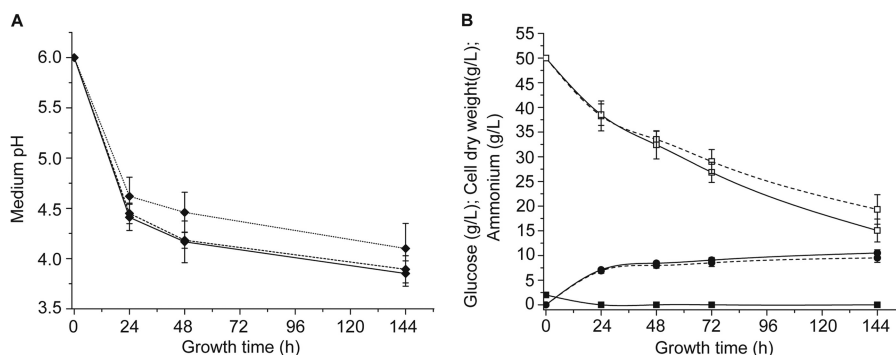 A
6.0
5.5
5.0
4.5
4.0
3.5
Medium pH
0 24 48 72 96 120 144
Growth time (h)
B
55
50
45
40
35
30
25
20
15
10
5
0
Glucose (g/L); Cell dry weight(g/L);
Ammonium (g/L)
0 24 48 72 96 120 144
Growth time (h)